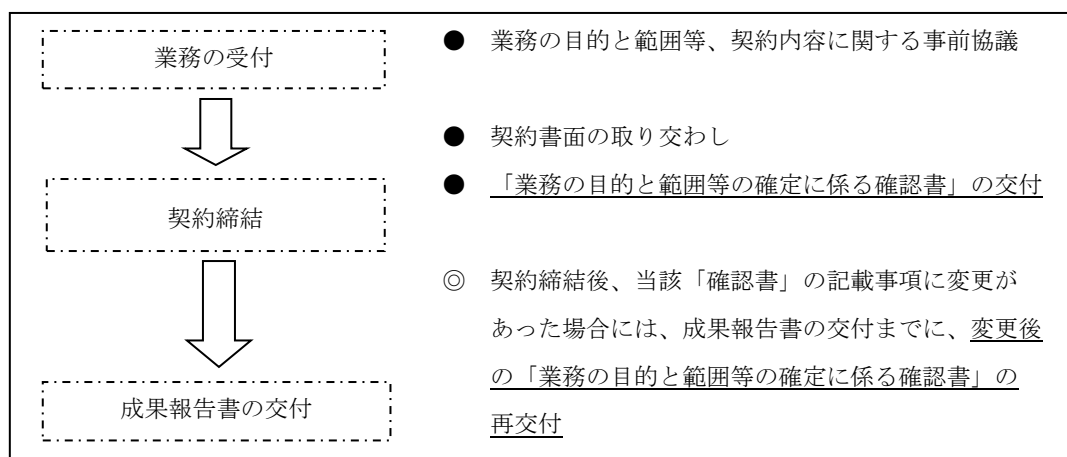 業務の受付
● 業務の目的と範囲等、契約内容に関する事前協議
● 契約書面の取り交わし
● 「業務の目的と範囲等の確定に係る確認書」の交付
契約締結
◎ 契約締結後、当該「確認書」の記載事項に変更が
あった場合には、成果報告書の交付までに、変更後
の「業務の目的と範囲等の確定に係る確認書」の
再交付
成果報告書の交付